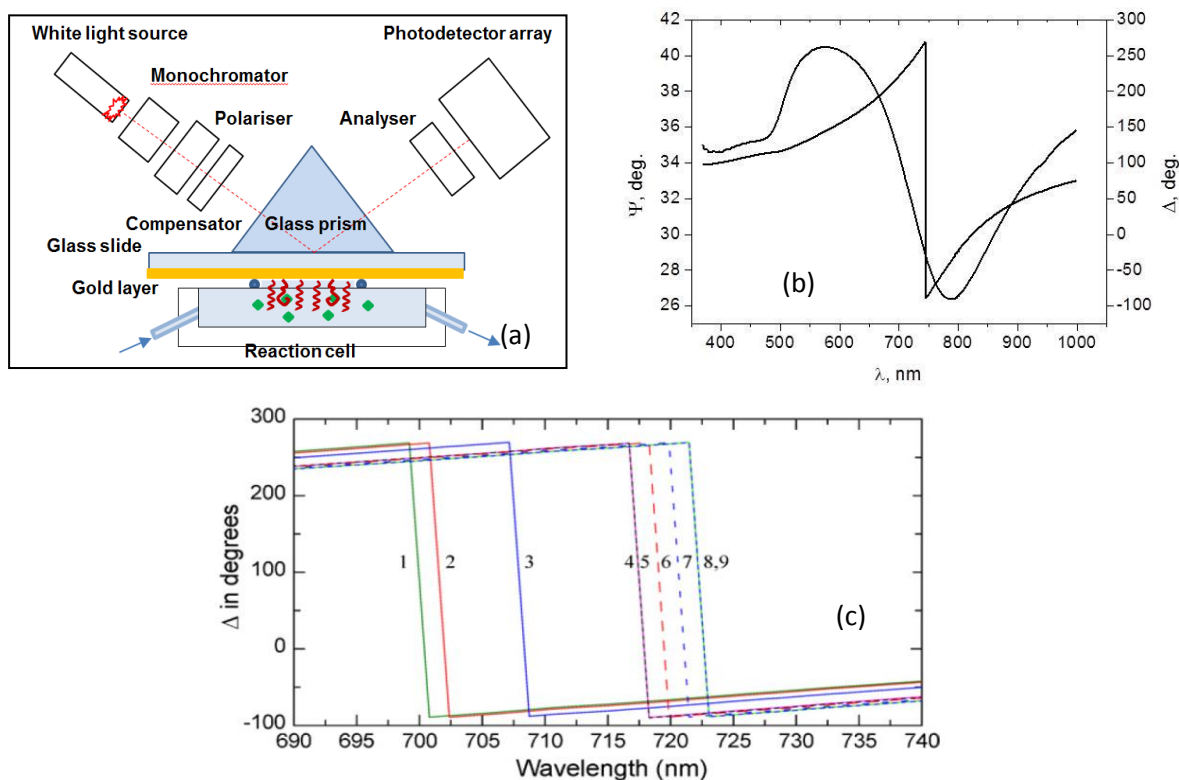 White light source
Photodetector array
Monochromator
Polariser
Analyser
Compensator
Glass prism
Glass slide
Gold layer
Reaction cell
(a)
42
40
38
36
34
32
30
28
26
Ψ, deg.
300
250
200
150
100
50
0
-50
-100
Δ, deg.
(b)
400 500 600 700 800 900 1000
λ, nm
300
200
100
0
-100
Δ in degrees
1 2 3 4,5 6 7 8,9
(c)
690 695 700 705 710 715 720 725 730 735 740
Wavelength (nm)